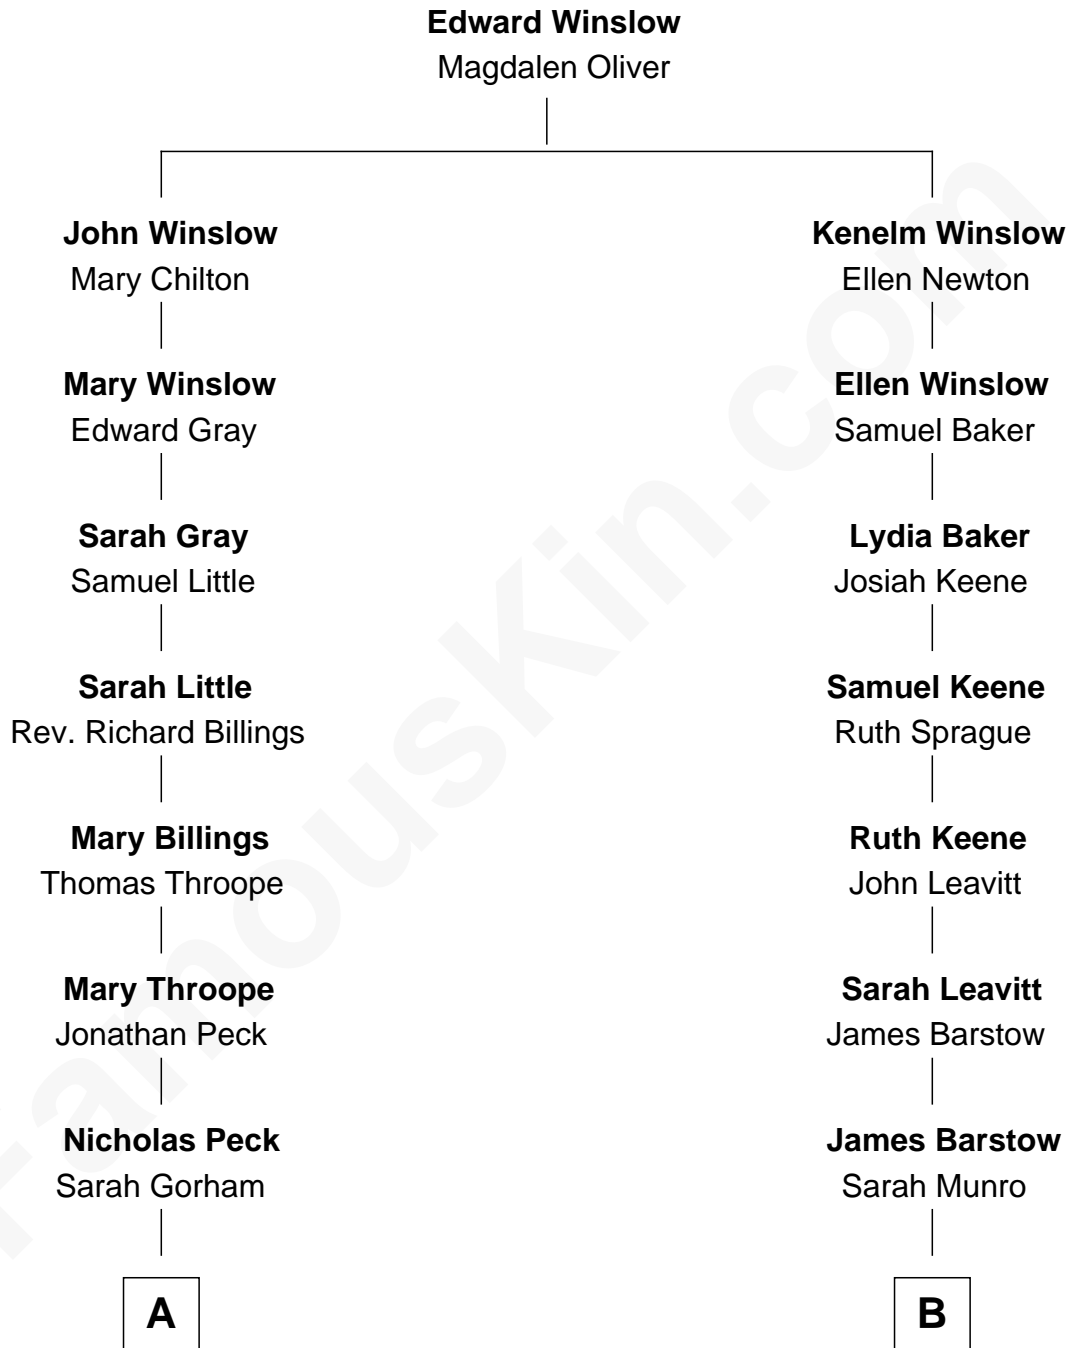 Edward Winslow
Magdalen Oliver
John Winslow
Mary Chilton
Kenelm Winslow
Ellen Newton
Mary Winslow
Edward Gray
Ellen Winslow
Samuel Baker
Sarah Gray
Samuel Little
Lydia Baker
Josiah Keene
Sarah Little
Rev. Richard Billings
Samuel Keene
Ruth Sprague
Mary Billings
Thomas Throope
Ruth Keene
John Leavitt
Mary Throope
Jonathan Peck
Sarah Leavitt
James Barstow
Nicholas Peck
Sarah Gorham
James Barstow
Sarah Munro
A
B
FamousKin.com